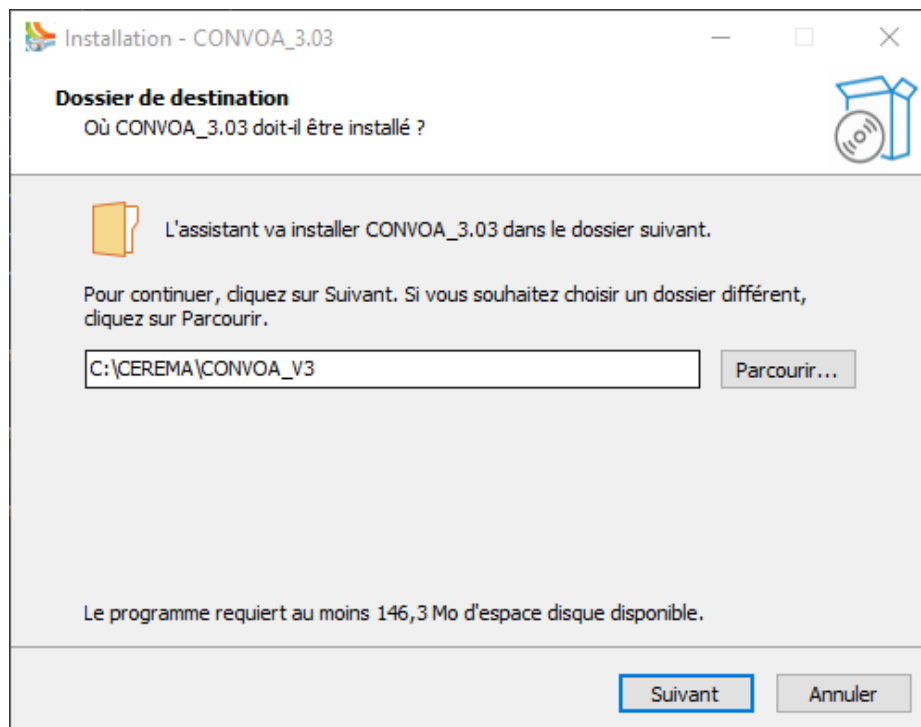 Installation - CONVOA_3.03
Dossier de destination
Où CONVOA_3.03 doit-il être installé ?
L'assistant va installer CONVOA_3.03 dans le dossier suivant.
Pour continuer, cliquez sur Suivant. Si vous souhaitez choisir un dossier différent,
cliquez sur Parcourir.
C:\CEREMA\CONVOA_V3
Parcourir...
Le programme requiert au moins 146,3 Mo d'espace disque disponible.
Suivant
Annuler